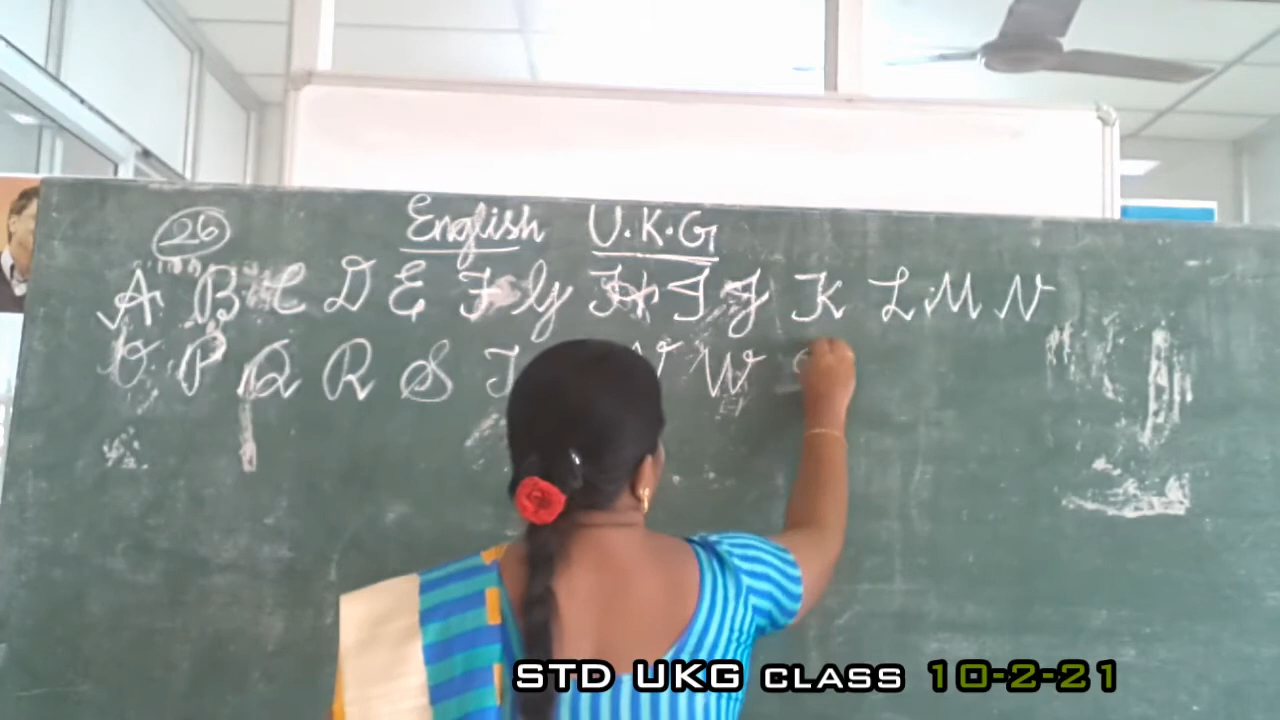 26 English U.K.G
A B C D E F G H I J K L M N
O P Q R S T V W
STD UKG CLASS 10-2-21